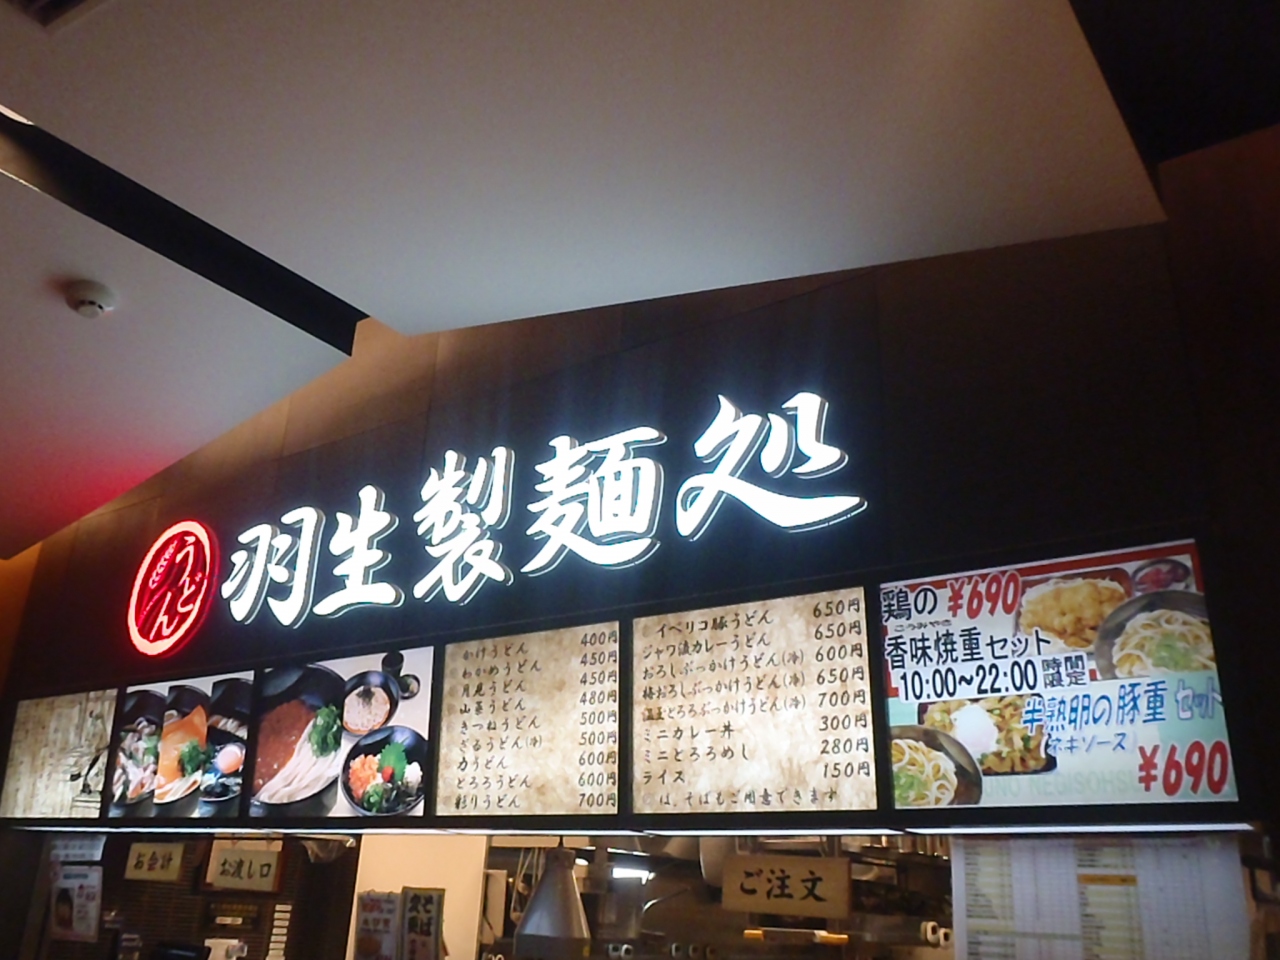 うどん
羽生製麺処
かけうどん 400円
わかめうどん 450円
月見うどん 450円
山菜うどん 480円
きつねうどん 500円
ざるうどん(冷) 500円
力うどん 600円
とろろうどん 600円
彩りうどん 700円
イベリコ豚うどん 650円
ジャワ風カレーうどん 650円
おろしぶっかけうどん(冷) 600円
梅おろしぶっかけうどん(冷) 650円
温玉とろろぶっかけうどん(冷) 700円
ミニカレー丼 300円
ミニとろろめし 280円
ライス 150円
は、そばもご用意できます
鶏の ¥690
こうみやき
香味焼重セット
10:00~22:00 時間限定
半熟卵の豚重セット
ネギソース
¥690
お会計
お渡し口
ご注文
そば